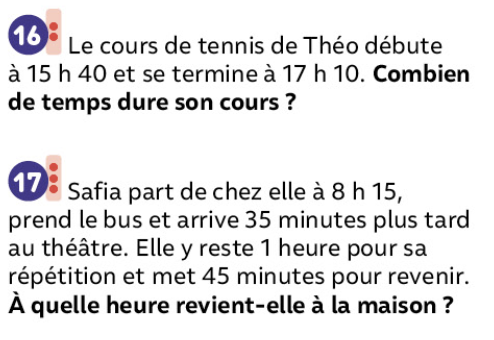 16 Le cours de tennis de Théo débute
à 15 h 40 et se termine à 17 h 10. Combien
de temps dure son cours ?
17 Safia part de chez elle à 8 h 15,
prend le bus et arrive 35 minutes plus tard
au théâtre. Elle y reste 1 heure pour sa
répétition et met 45 minutes pour revenir.
À quelle heure revient-elle à la maison ?